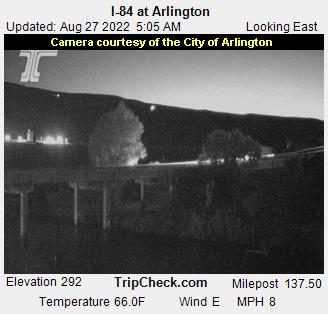 I-84 at Arlington
Updated: Aug 27 2022 5:05 AM Looking East
Camera courtesy of the City of Arlington
Elevation 292 TripCheck.com Milepost 137.50
Temperature 66.0F Wind E MPH 8